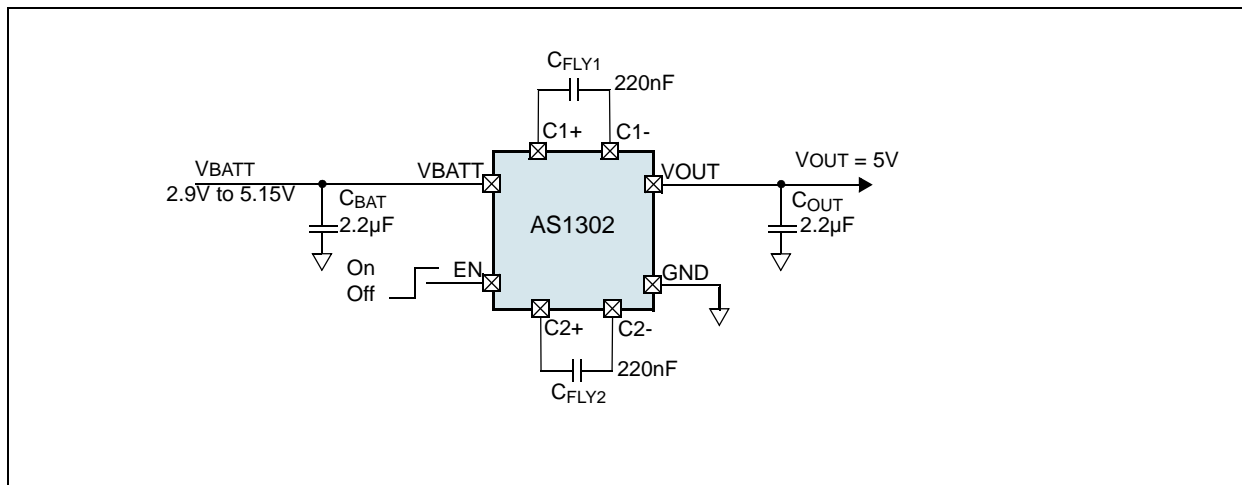 CFLY1
220nF
C1+ C1-
VBATT
2.9V to 5.15V
VBATT
VOUT
VOUT = 5V
CBAT
2.2µF
AS1302
COUT
2.2µF
On
Off
EN
GND
C2+ C2-
220nF
CFLY2